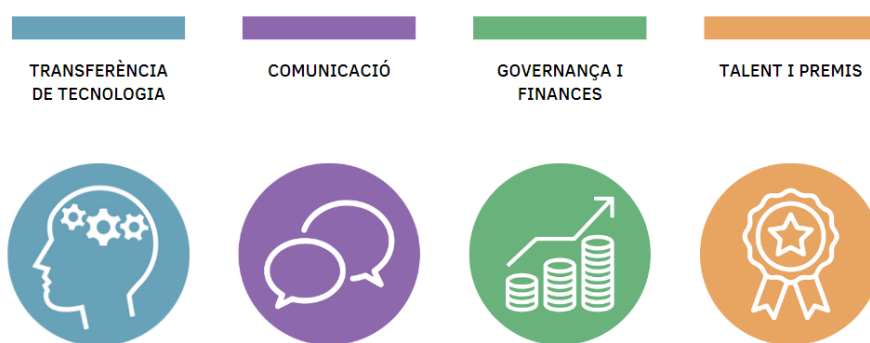 TRANSFERÈNCIA
DE TECNOLOGIA
COMUNICACIÓ
GOVERNANÇA I
FINANCES
TALENT I PREMIS